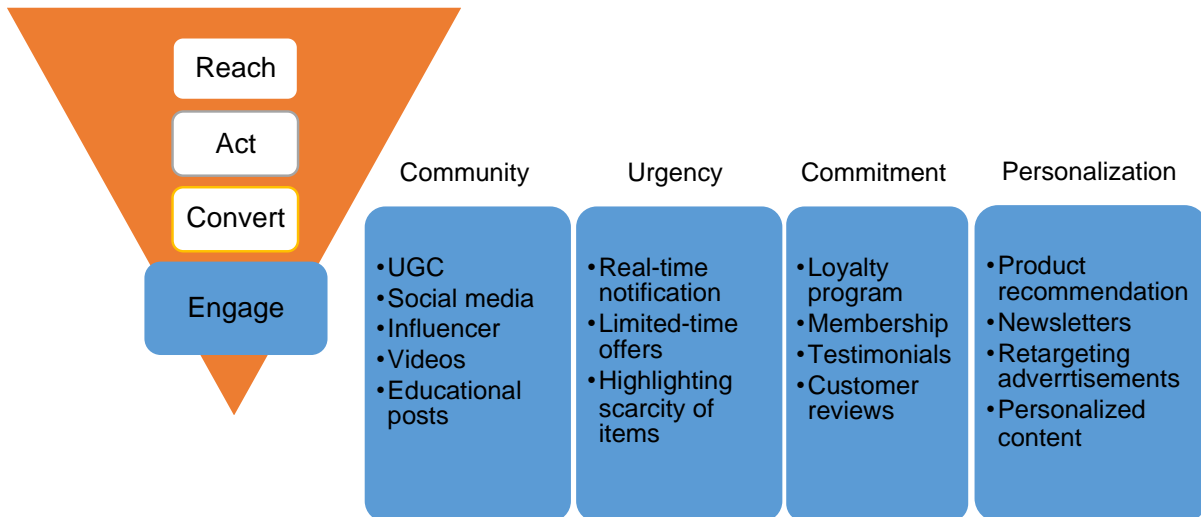 Reach
Act
Convert
Engage
Community
•UGC
•Social media
•Influencer
•Videos
•Educational
posts
Urgency
•Real-time
notification
•Limited-time
offers
•Highlighting
scarcity of
items
Commitment
•Loyalty
program
•Membership
•Testimonials
•Customer
reviews
Personalization
•Product
recommendation
•Newsletters
•Retargeting
adverrtisements
•Personalized
content